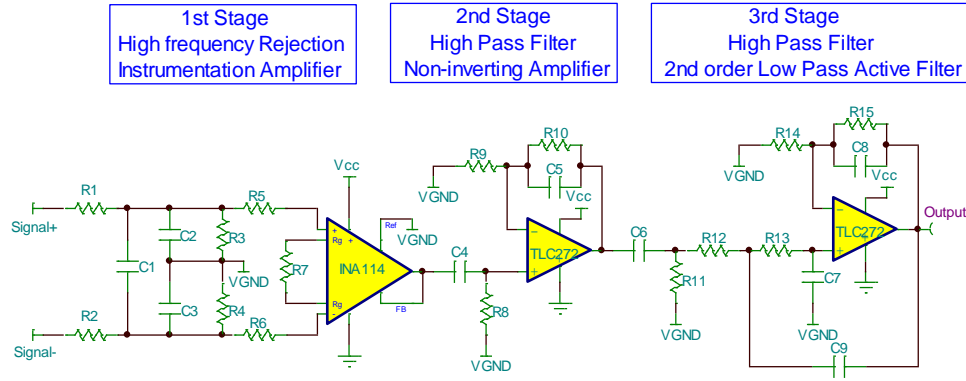 1st Stage
High frequency Rejection
Instrumentation Amplifier
2nd Stage
High Pass Filter
Non-inverting Amplifier
3rd Stage
High Pass Filter
2nd order Low Pass Active Filter
R1
Signal+
R5
C2
R3
C1
VGND
R7
C3
R4
R2
Signal-
R6
Vcc
+
+
Rg
INA114
Rg
-
Ref
VGND
FB
C4
R8
VGND
R9
VGND
R10
C5
Vcc
−
TLC272
+
C6
R11
VGND
R12
R13
R14
VGND
R15
C8
Vcc
−
TLC272
+
Output
C7
VGND
C9